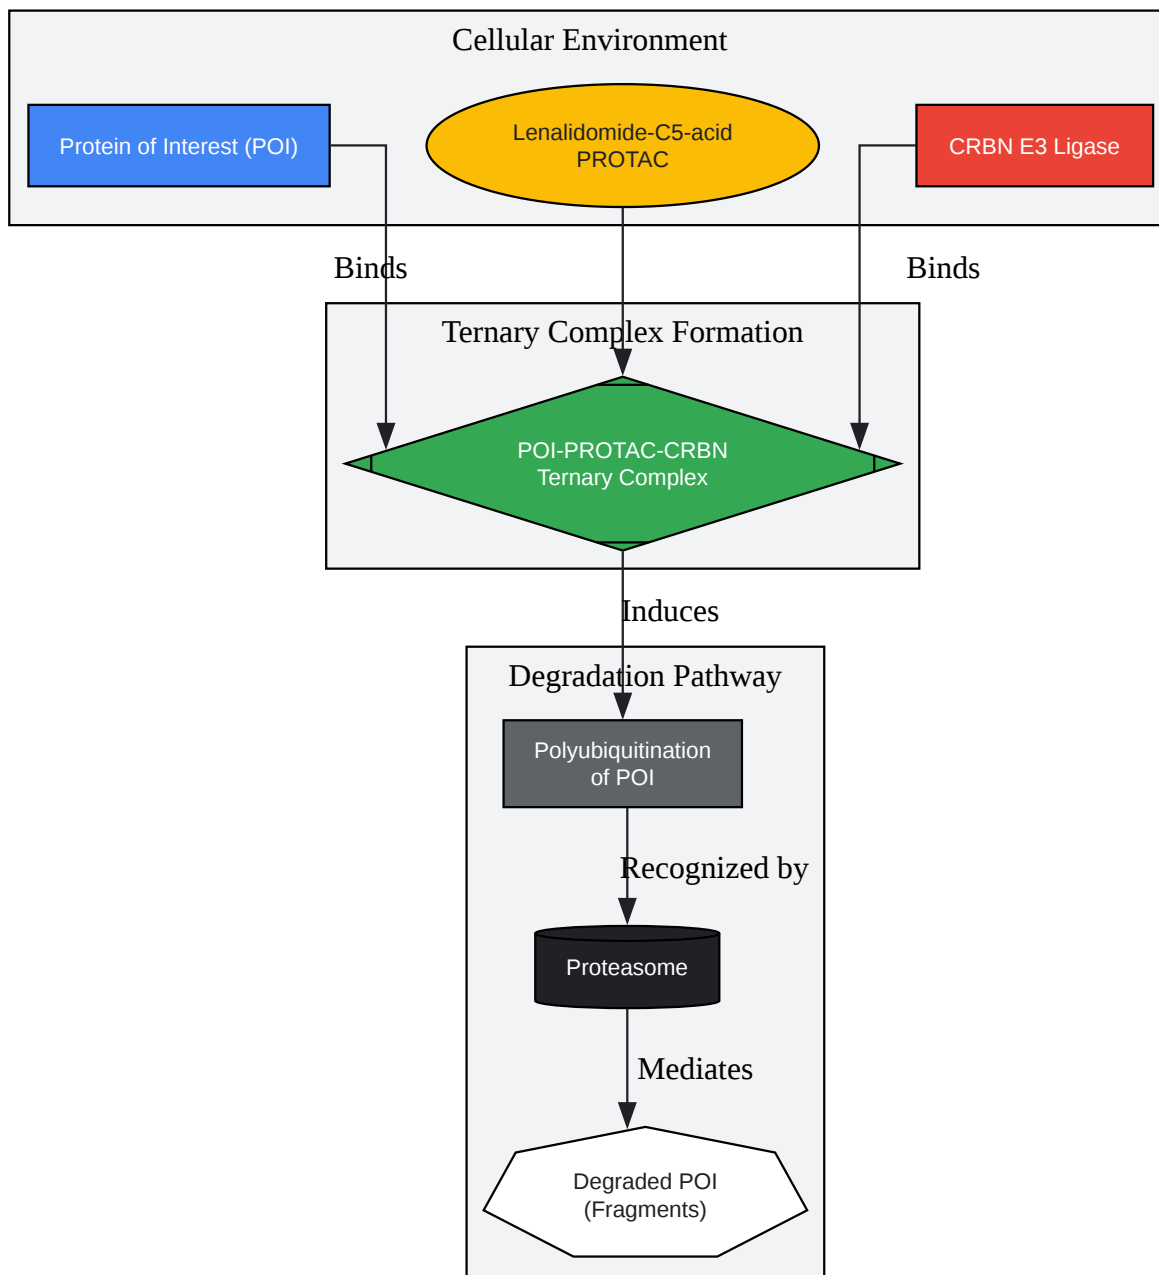 Cellular Environment
Protein of Interest (POI)
Lenalidomide-C5-acid
PROTAC
CRBN E3 Ligase
Binds
Binds
Ternary Complex Formation
POI-PROTAC-CRBN
Ternary Complex
Induces
Degradation Pathway
Polyubiquitination
of POI
Recognized by
Proteasome
Mediates
Degraded POI
(Fragments)